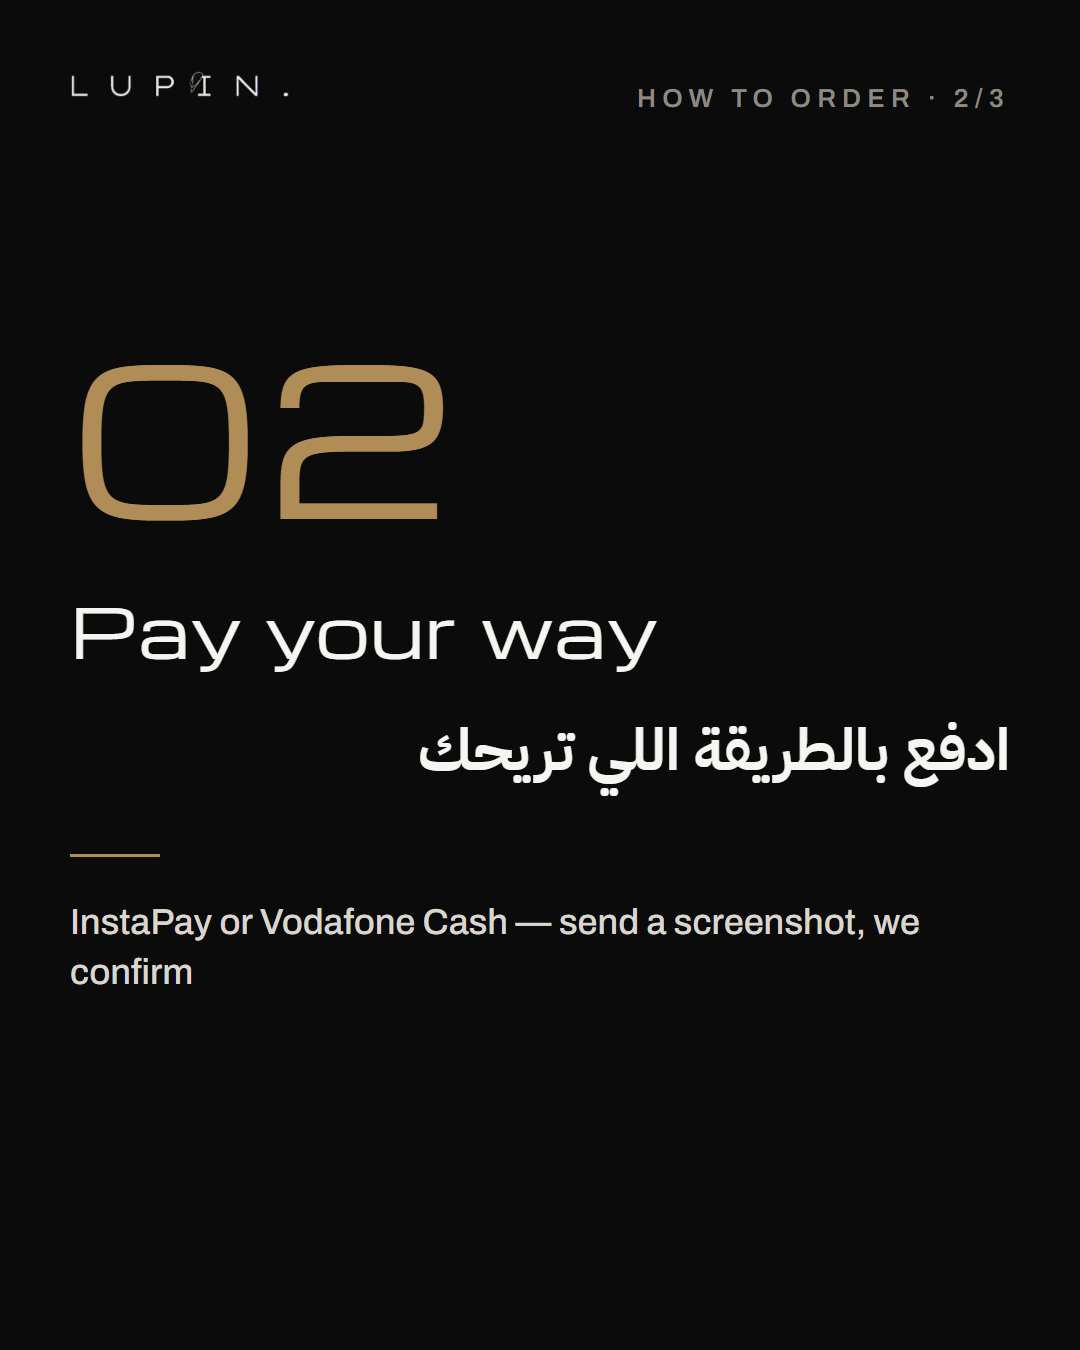 LUPIN.
HOW TO ORDER · 2/3
02
Pay your way
ادفع بالطريقة اللي تريحك
InstaPay or Vodafone Cash — send a screenshot, we
confirm